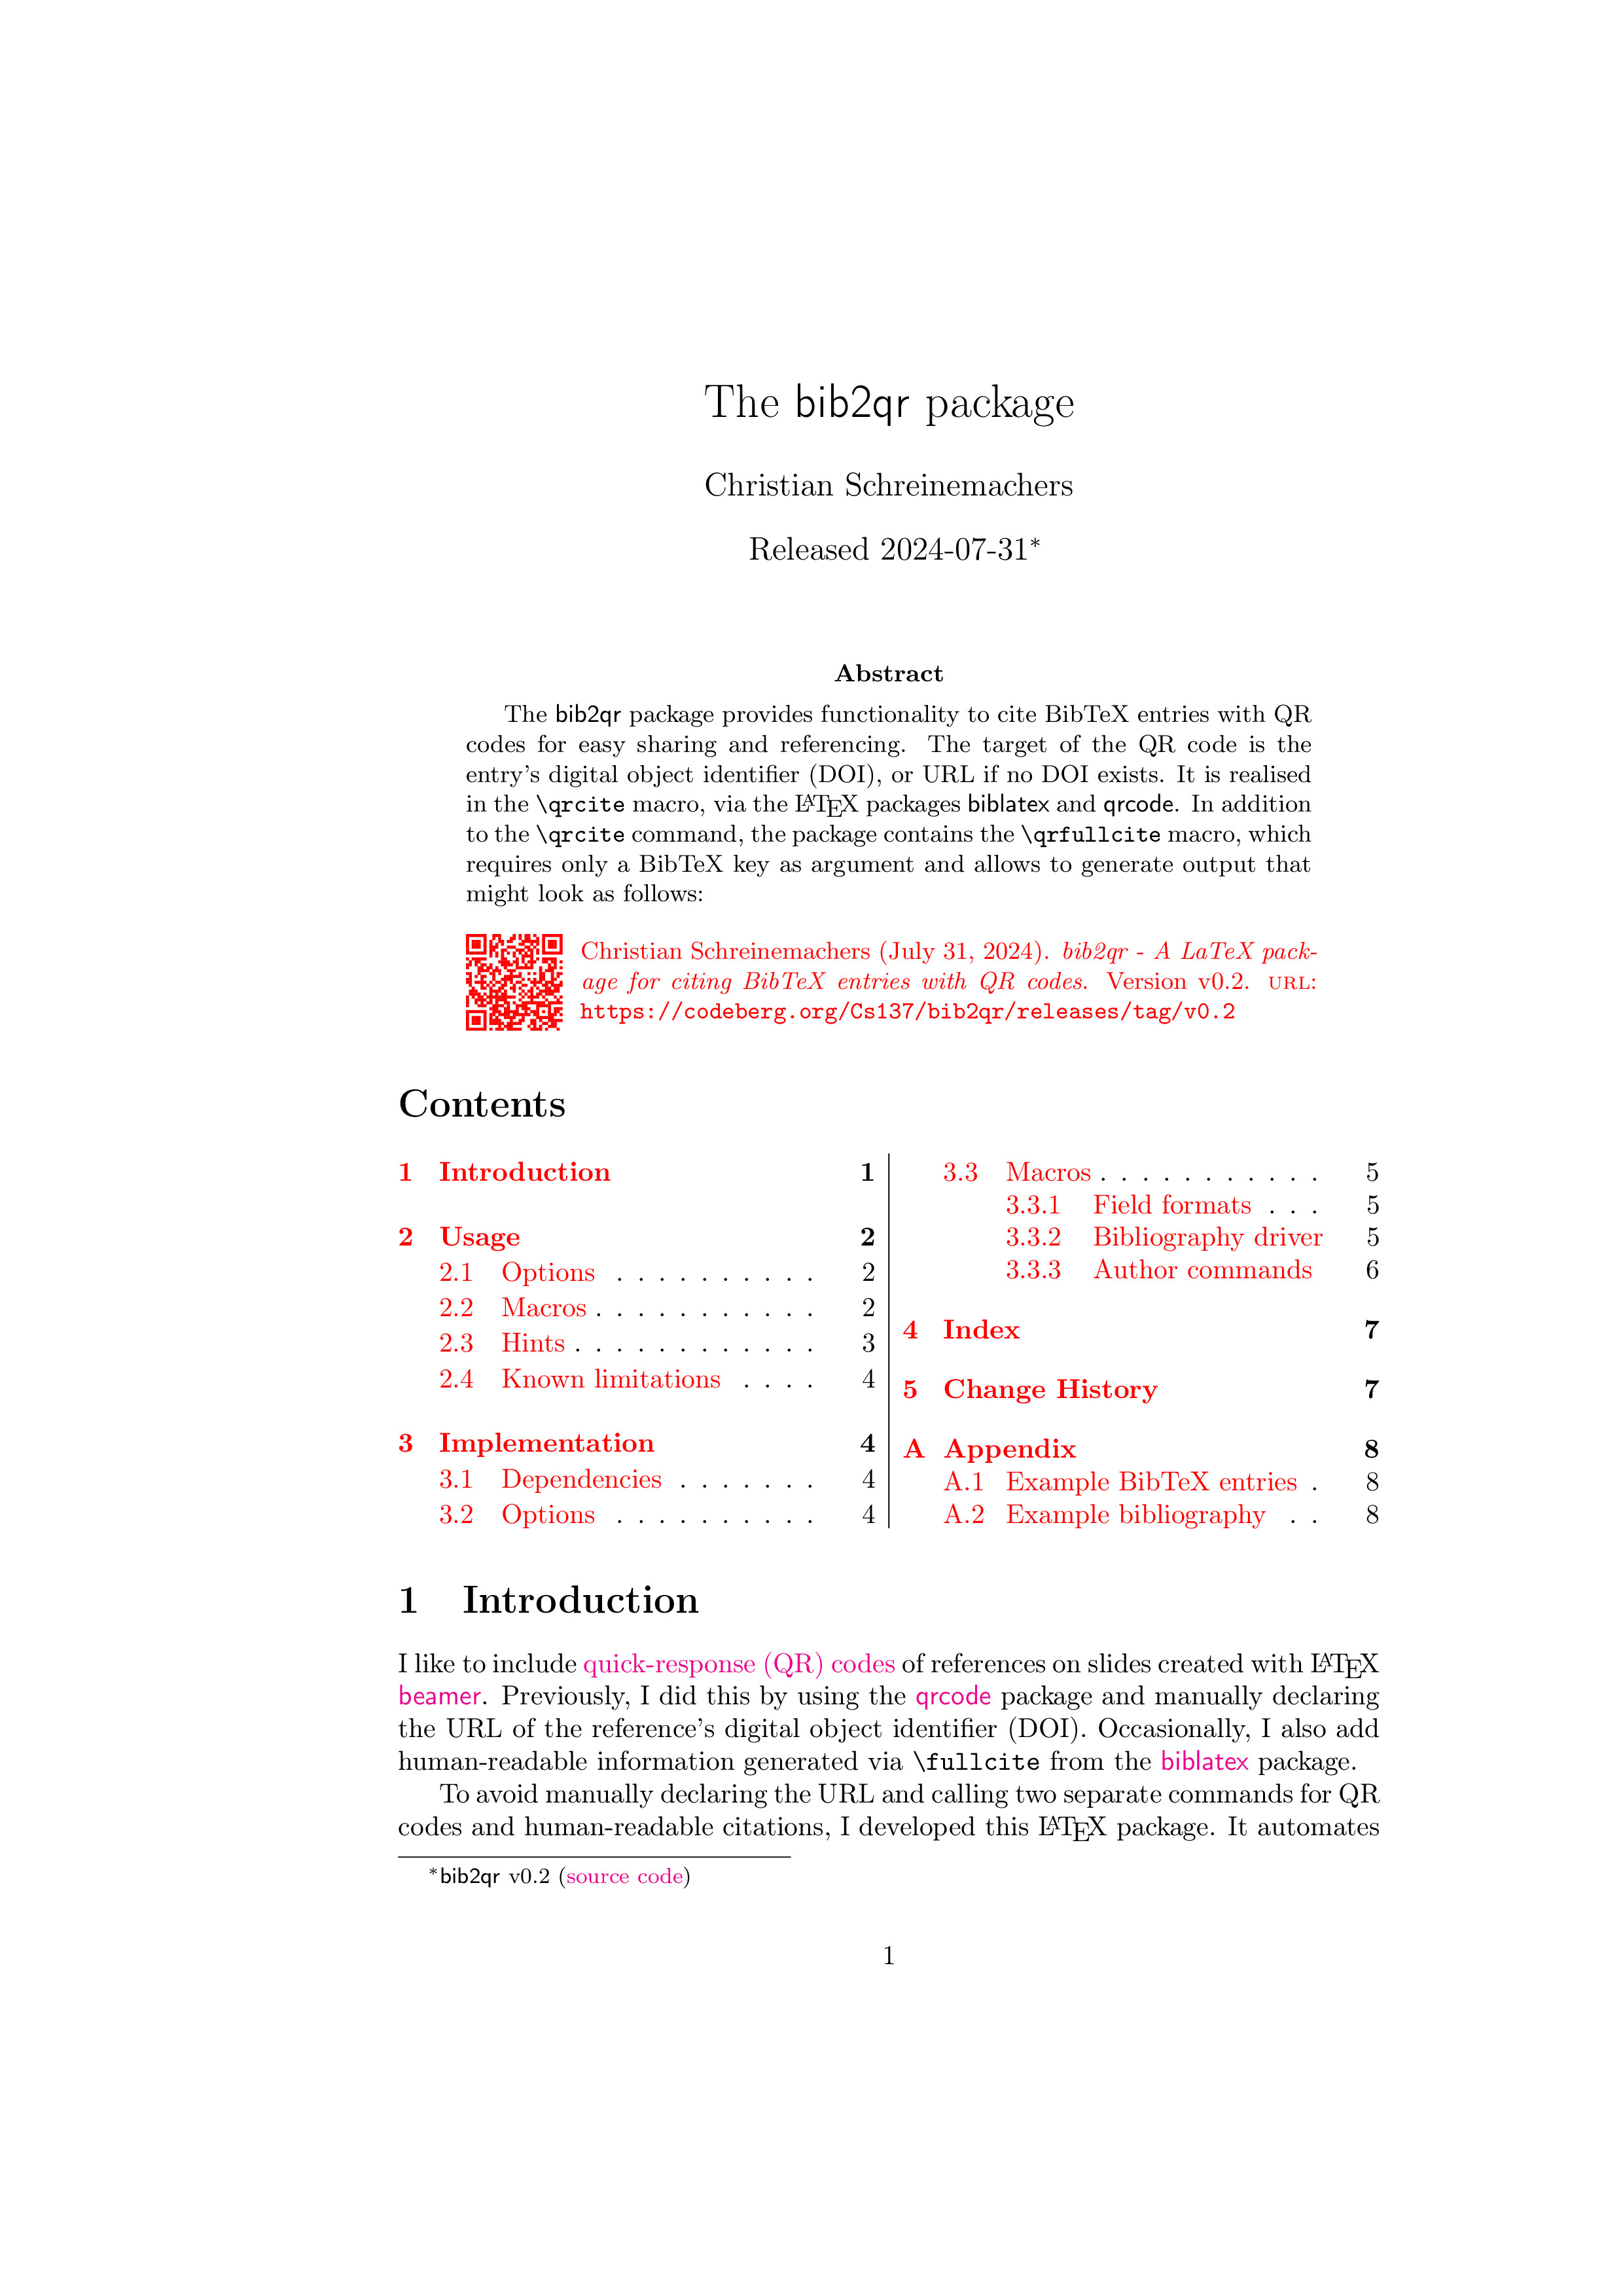 The bib2qr package
Christian Schreinemachers
Released 2024-07-31*
Abstract
The bib2qr package provides functionality to cite BibTeX entries with QR
codes for easy sharing and referencing. The target of the QR code is the
entry's digital object identifier (DOI), or URL if no DOI exists. It is realised
in the \qrcite macro, via the LATEX packages biblatex and qrcode. In addition
to the \qrcite command, the package contains the \qrfullcite macro, which
requires only a BibTeX key as argument and allows to generate output that
might look as follows:
Christian Schreinemachers (July 31, 2024). bib2qr - A LaTeX pack-
age for citing BibTeX entries with QR codes. Version v0.2. URL:
https://codeberg.org/Cs137/bib2qr/releases/tag/v0.2
Contents
1 Introduction 1
2 Usage 2
2.1 Options . . . . . . . . . . 2
2.2 Macros . . . . . . . . . . . 2
2.3 Hints . . . . . . . . . . . . 3
2.4 Known limitations . . . . 4
3 Implementation 4
3.1 Dependencies . . . . . . . 4
3.2 Options . . . . . . . . . . 4
3.3 Macros . . . . . . . . . . . 5
3.3.1 Field formats . . . 5
3.3.2 Bibliography driver 5
3.3.3 Author commands 6
4 Index 7
5 Change History 7
A Appendix 8
A.1 Example BibTeX entries . 8
A.2 Example bibliography . . 8
1 Introduction
I like to include quick-response (QR) codes of references on slides created with LATEX
beamer. Previously, I did this by using the qrcode package and manually declaring
the URL of the reference's digital object identifier (DOI). Occasionally, I also add
human-readable information generated via \fullcite from the biblatex package.
To avoid manually declaring the URL and calling two separate commands for QR
codes and human-readable citations, I developed this LATEX package. It automates
*bib2qr v0.2 (source code)
1